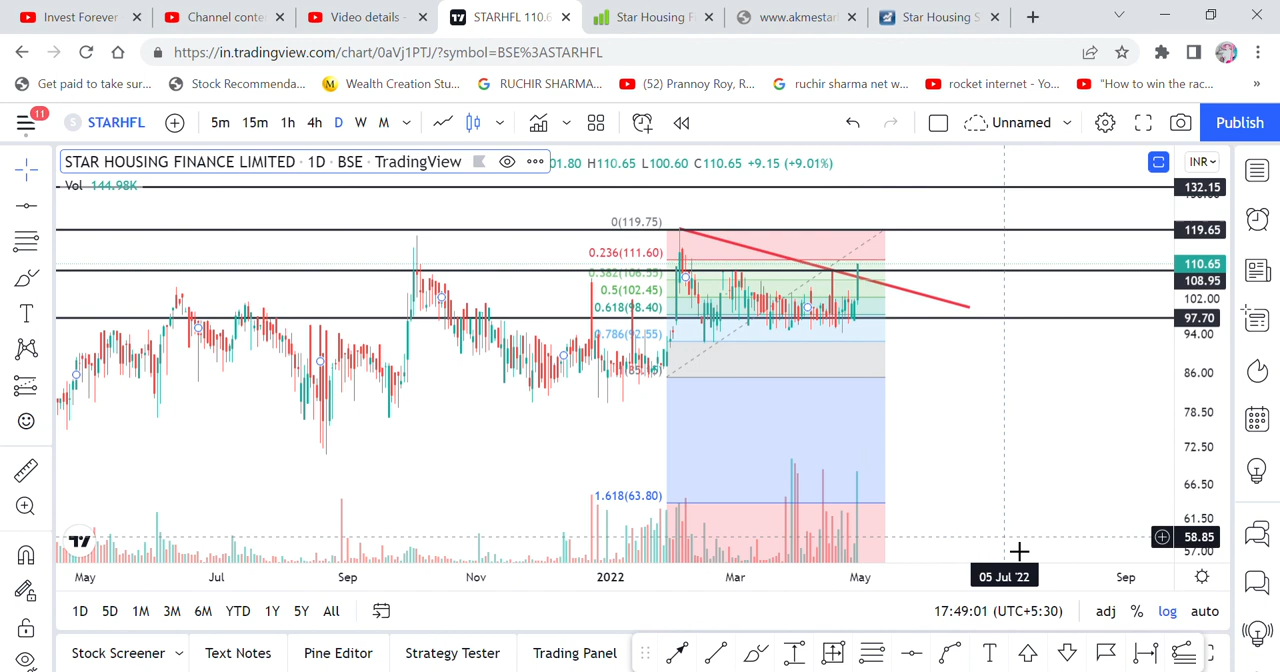 Invest Forever
Channel conte
Video details -
STARHFL 110.6
Star Housing F
www.akmestar
Star Housing S
https://in.tradingview.com/chart/0aVj1PTJ/?symbol=BSE%3ASTARHFL
Get paid to take sur...
Stock Recommenda...
Wealth Creation Stu...
RUCHIR SHARMA...
(52) Prannoy Roy, R...
ruchir sharma net w...
rocket internet - Yo...
"How to win the rac...
»
11
S STARHFL
5m 15m 1h 4h D W M
Unnamed
Publish
STAR HOUSING FINANCE LIMITED · 1D · BSE · TradingView
01.80 H110.65 L100.60 C110.65 +9.15 (+9.01%)
INR
Vol 144.98K
132.15
0(119.75)
119.65
0.236(111.60)
110.65
0.382(106.55)
108.95
0.5(102.45)
102.00
0.618(98.40)
97.70
0.786(92.55)
94.00
86.00
78.50
72.50
66.50
1.618(63.80)
61.50
58.85
57.00
May Jul Sep Nov 2022 Mar May 05 Jul '22 Sep
1D 5D 1M 3M 6M YTD 1Y 5Y All
17:49:01 (UTC+5:30)
adj % log auto
Stock Screener
Text Notes
Pine Editor
Strategy Tester
Trading Panel